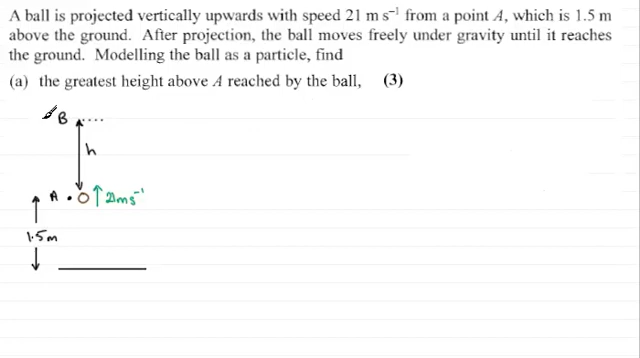 A ball is projected vertically upwards with speed 21 m s⁻¹ from a point A, which is 1.5 m
above the ground. After projection, the ball moves freely under gravity until it reaches
the ground. Modelling the ball as a particle, find
(a) the greatest height above A reached by the ball, (3)
B
h
A
21ms⁻¹
1.5m